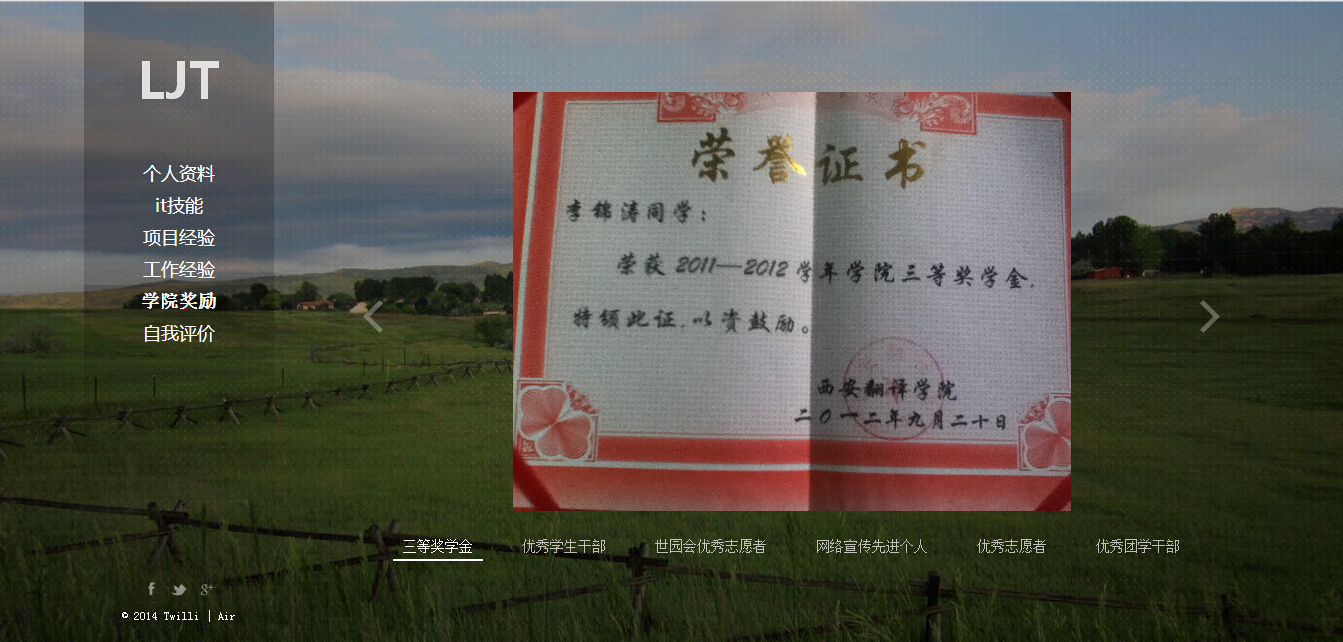 LJT
个人资料
it技能
项目经验
工作经验
学院奖励
自我评价
荣誉证书
李锦涛同学：
荣获 2011—2012 学年学院三等奖学金.
特颁此证,以资鼓励。
西安翻译学院
二〇一二年九月二十日
三等奖学金 优秀学生干部 世园会优秀志愿者 网络宣传先进个人 优秀志愿者 优秀团学干部
© 2014 Twilli | Air